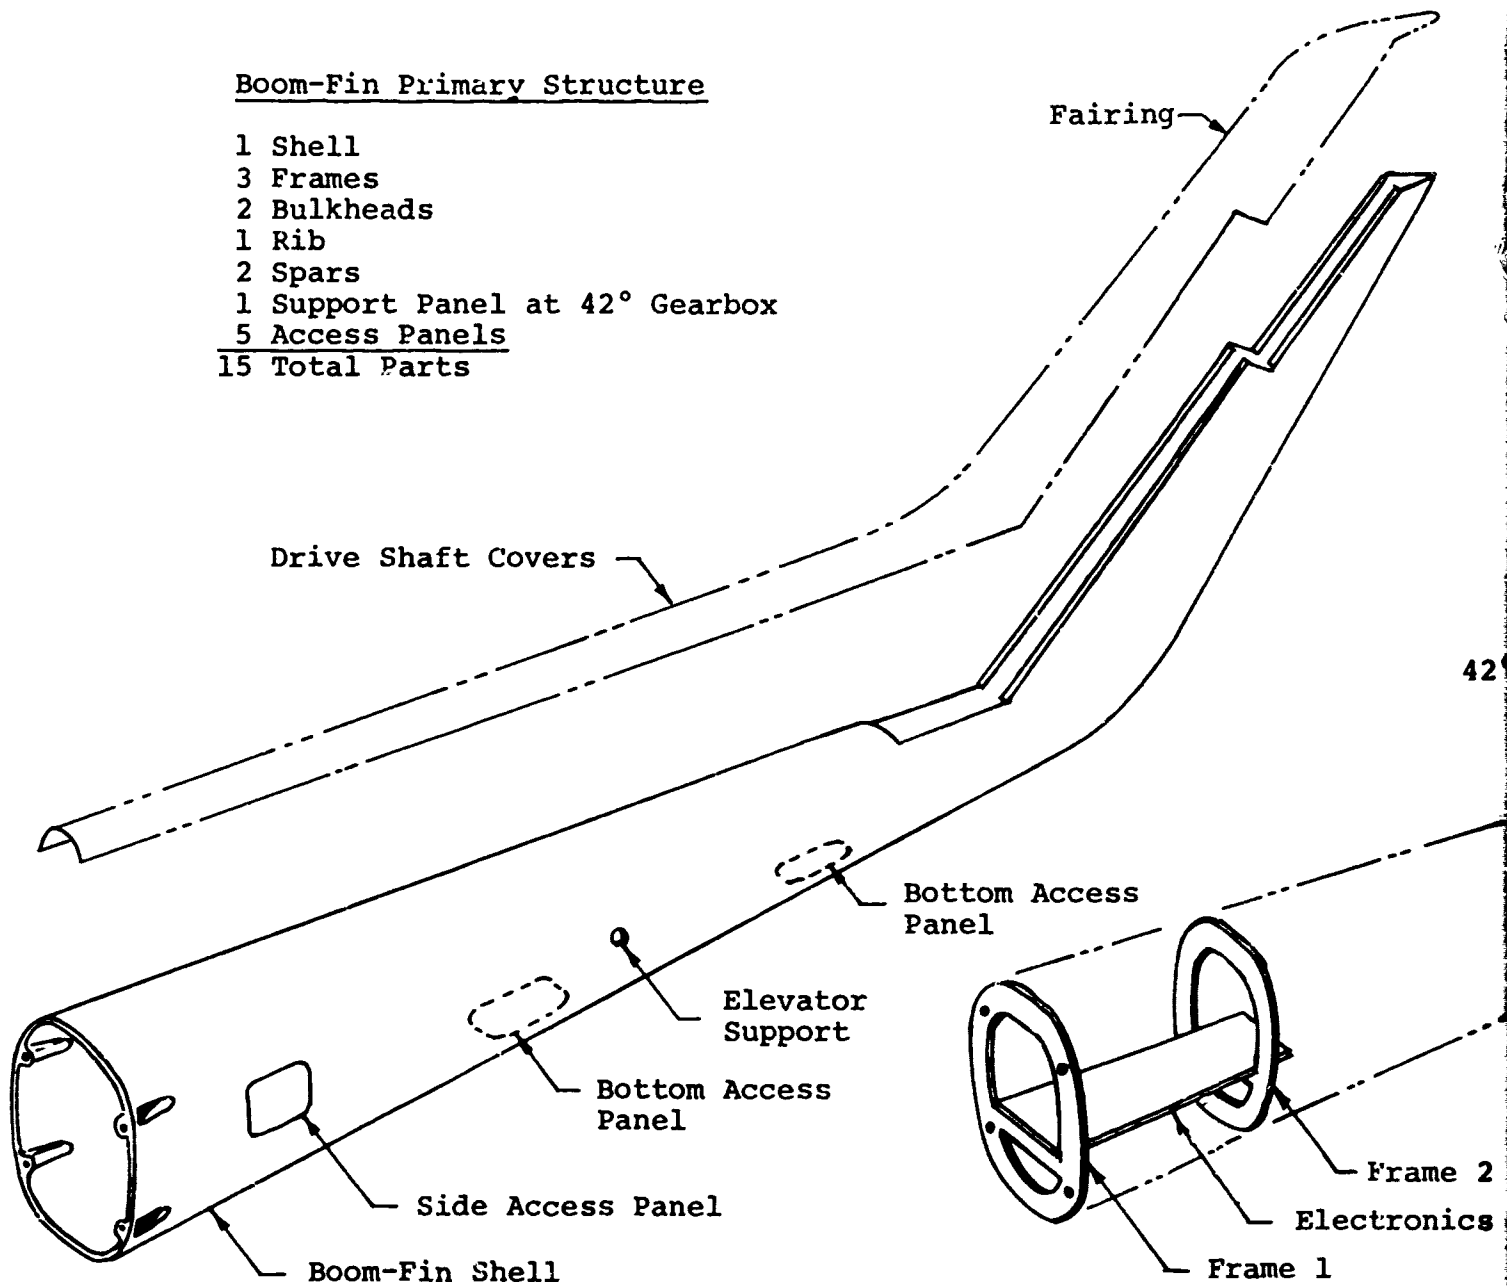 Boom-Fin Primary Structure
1 Shell
3 Frames
2 Bulkheads
1 Rib
2 Spars
1 Support Panel at 42° Gearbox
5 Access Panels
15 Total Parts
Fairing
Drive Shaft Covers
42°
Bottom Access
Panel
Elevator
Support
Bottom Access
Panel
Side Access Panel
Boom-Fin Shell
Frame 2
Electronics
Frame 1